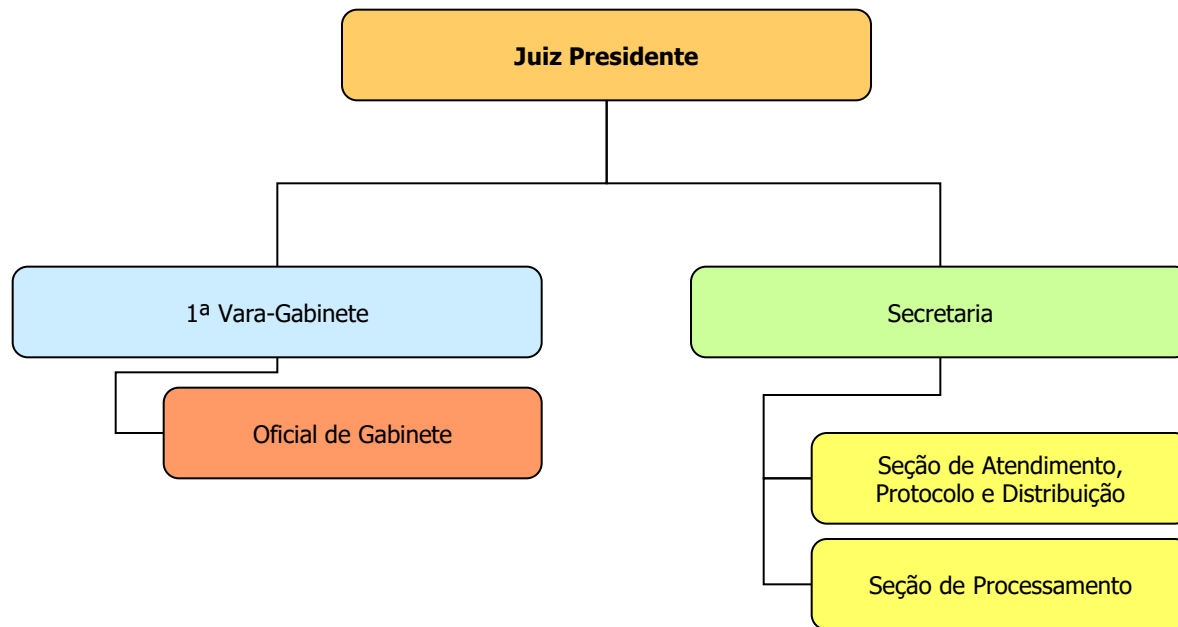 Juiz Presidente
1ª Vara-Gabinete
Secretaria
Oficial de Gabinete
Seção de Atendimento,
Protocolo e Distribuição
Seção de Processamento